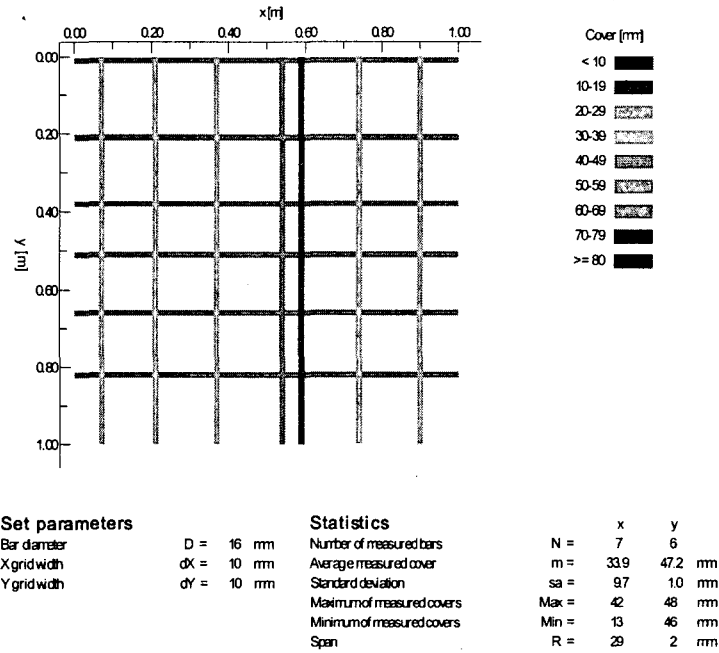 x [m]
0.00 0.20 0.40 0.60 0.80 1.00
Cover [mm]
0.00
0.20
0.40
0.60
0.80
1.00
y [m]
< 10
10-19
20-29
30-39
40-49
50-59
60-69
70-79
>= 80
Set parameters
Bar diameter D = 16 mm
X grid width dX = 10 mm
Y grid width dY = 10 mm
Statistics x y
Number of measured bars N = 7 6
Average measured cover m = 33.9 47.2 mm
Standard deviation sa = 9.7 1.0 mm
Maximum of measured covers Max = 42 48 mm
Minimum of measured covers Min = 13 46 mm
Span R = 29 2 mm